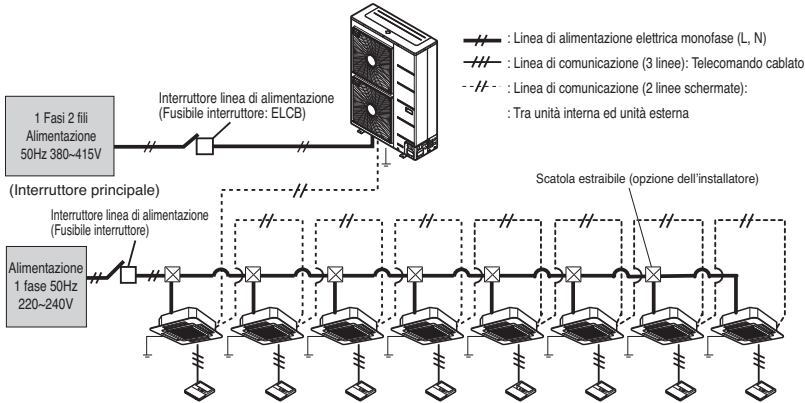 : Linea di alimentazione elettrica monofase (L, N)
: Linea di comunicazione (3 linee): Telecomando cablato
: Linea di comunicazione (2 linee schermate):
: Tra unità interna ed unità esterna
Interruttore linea di alimentazione
(Fusibile interruttore: ELCB)
1 Fasi 2 fili
Alimentazione
50Hz 380~415V
(Interruttore principale)
Scatola estraibile (opzione dell'installatore)
Interruttore linea di alimentazione
(Fusibile interruttore)
Alimentazione
1 fase 50Hz
220~240V